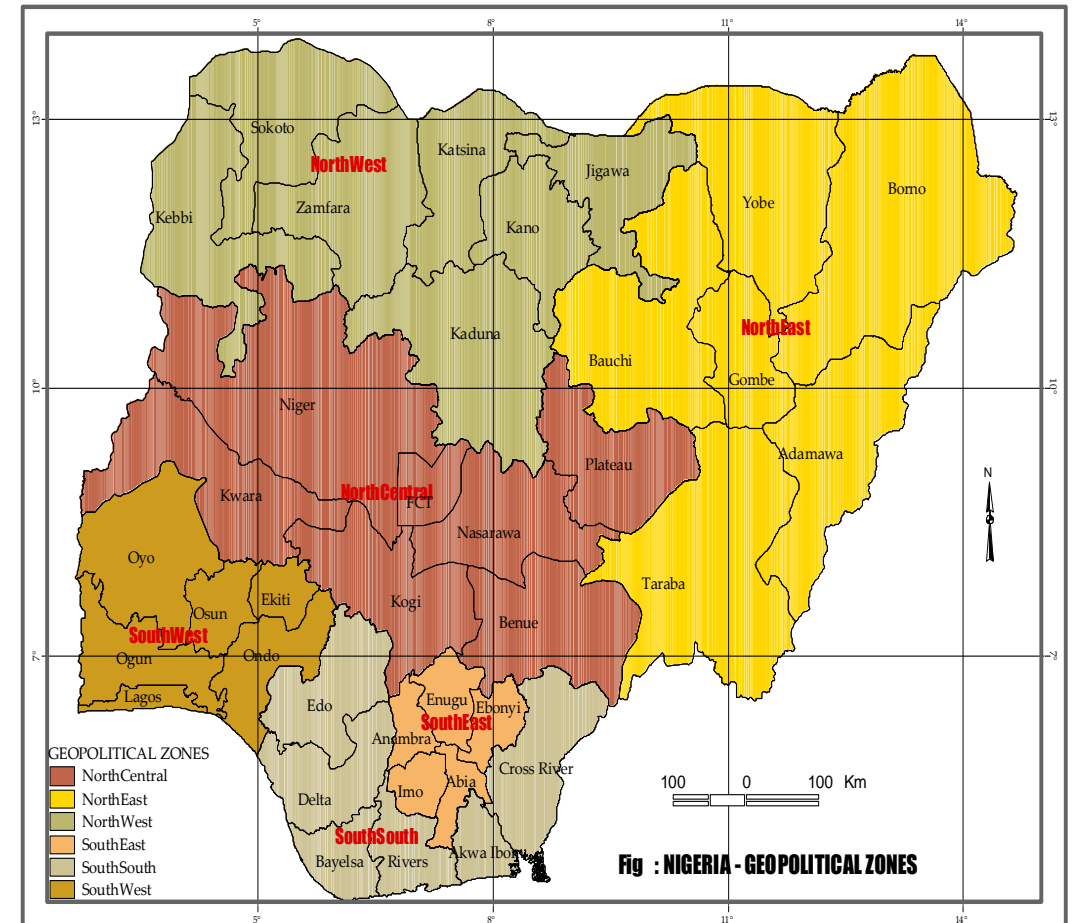 5° 8° 11° 14°
13° 13°
Sokoto
Katsina
NorthWest
Jigawa
Borno
Zamfara
Yobe
Kebbi
Kano
NorthEast
Kaduna
Bauchi
Gombe
10° 10°
Niger
Adamawa
Plateau
NorthCentral
Kwara
FCT
N
Nasarawa
Oyo
Taraba
Ekiti
Kogi
Osun
Benue
SouthWest
Ogun
Ondo
7° 7°
Lagos
Enugu
Edo
Ebonyi
SouthEast
Anambra
GEOPOLITICAL ZONES
Cross River
NorthCentral
Abia
100 0 100 Km
Imo
NorthEast
Delta
NorthWest
SouthSouth
SouthEast
Akwa Ibom
Bayelsa
Rivers
Fig : NIGERIA - GEOPOLITICAL ZONES
SouthSouth
SouthWest
5° 8° 11° 14°